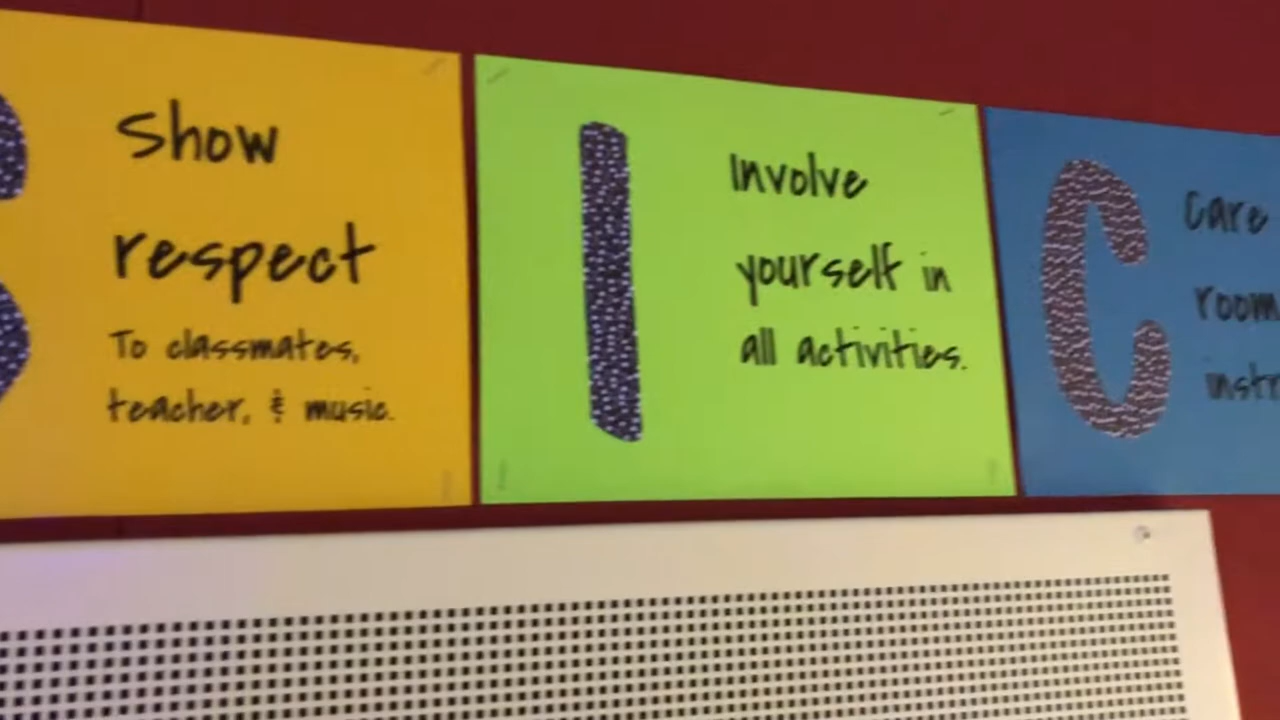 S
Show
respect
To classmates,
teacher, & music.
I
Involve
yourself in
all activities.
C
Care
room